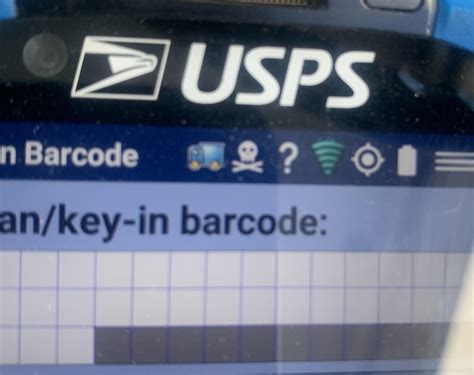 USPS
n Barcode ?
an/key-in barcode: